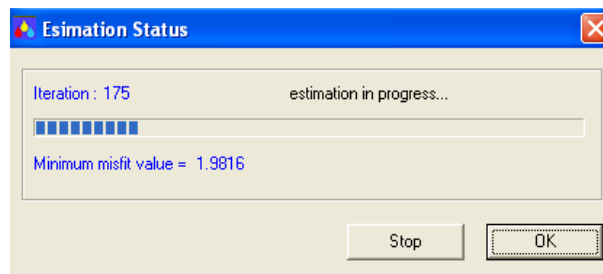 Esimation Status
Iteration : 175 estimation in progress...
Minimum misfit value = 1.9816
Stop OK